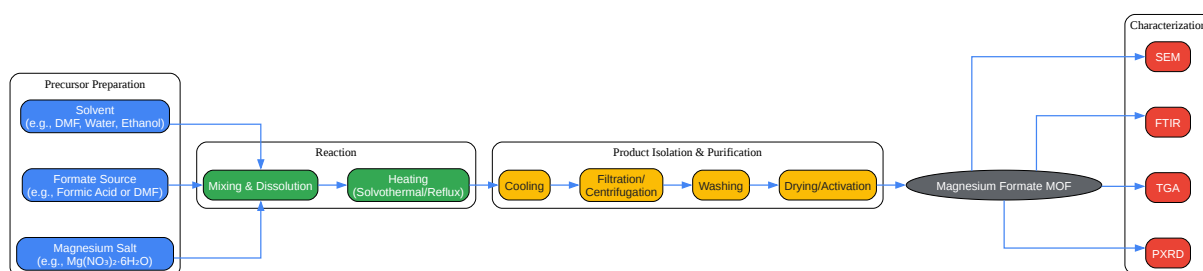 Precursor Preparation
Solvent
(e.g., DMF, Water, Ethanol)
Formate Source
(e.g., Formic Acid or DMF)
Magnesium Salt
(e.g., Mg(NO₃)₂·6H₂O)
Reaction
Mixing & Dissolution
Heating
(Solvothermal/Reflux)
Product Isolation & Purification
Cooling
Filtration/
Centrifugation
Washing
Drying/Activation
Magnesium Formate MOF
Characterization
SEM
FTIR
TGA
PXRD